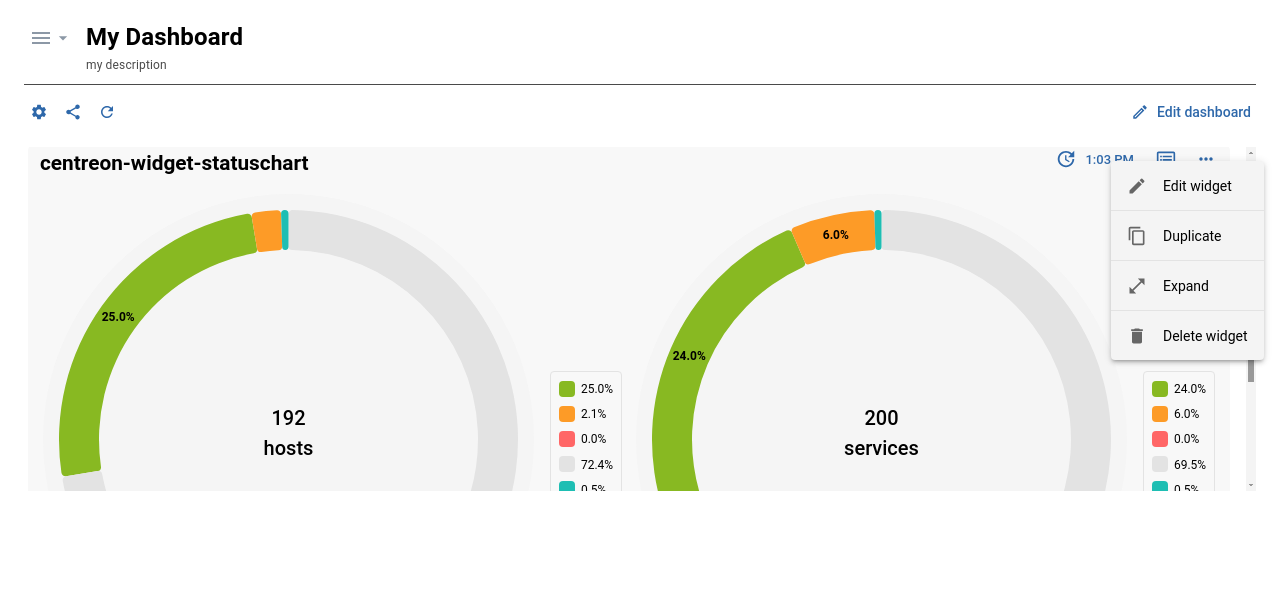 My Dashboard
my description
Edit dashboard
centreon-widget-statuschart
1:03 PM
Edit widget
Duplicate
Expand
Delete widget
25.0%
192
hosts
25.0%
2.1%
0.0%
72.4%
0.5%
6.0%
24.0%
200
services
24.0%
6.0%
0.0%
69.5%
0.5%